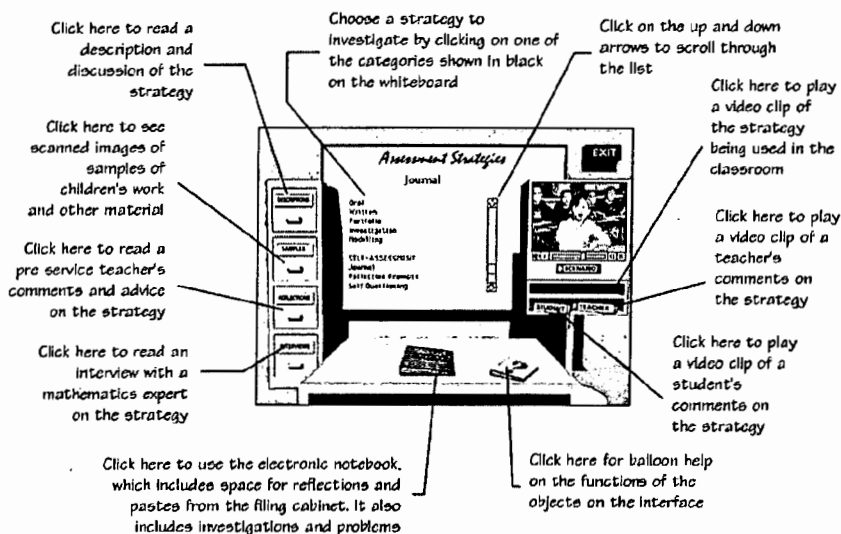 Click here to read a
description and
discussion of the
strategy
Click here to see
scanned images of
samples of
children's work
and other material
Click here to read a
pre service teacher's
comments and advice
on the strategy
Click here to read an
interview with a
mathematics expert
on the strategy
Choose a strategy to
investigate by clicking on one of
the categories shown in black
on the whiteboard
Click on the up and down
arrows to scroll through
the list
Click here to play
a video clip of
the strategy
being used in the
classroom
Click here to play
a video clip of a
teacher's
comments on
the strategy
Click here to play
a video clip of a
student's
comments on
the strategy
Assessment Strategies
Journal
Oral
Written
Portfolio
Investigation
Modelling
SELF-ASSESSMENT
Journal
Reflective Prompts
Self Questioning
DESCRIPTIONS
SAMPLES
REFLECTIONS
INTERVIEWS
EXIT
SCENARIO
STUDENT
TEACHER
Click here to use the electronic notebook,
which includes space for reflections and
pastes from the filing cabinet. It also
includes investigations and problems
Click here for balloon help
on the functions of the
objects on the interface